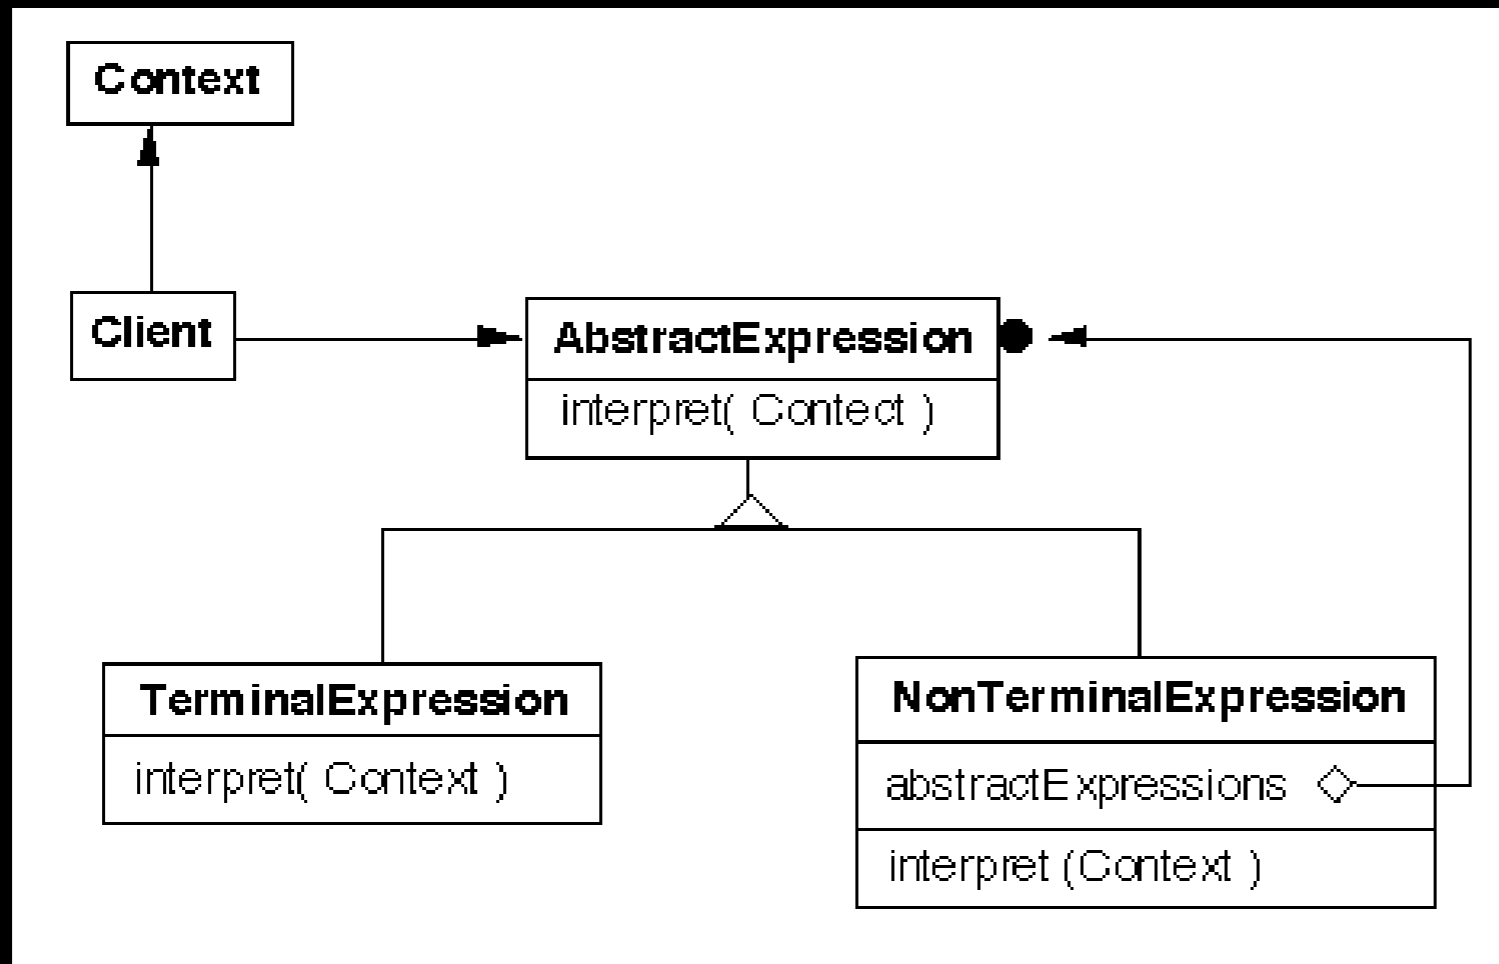 Context
Client
AbstractExpression
interpret( Contect )
TerminalExpression
interpret( Context )
NonTerminalExpression
abstractExpressions
interpret (Context )